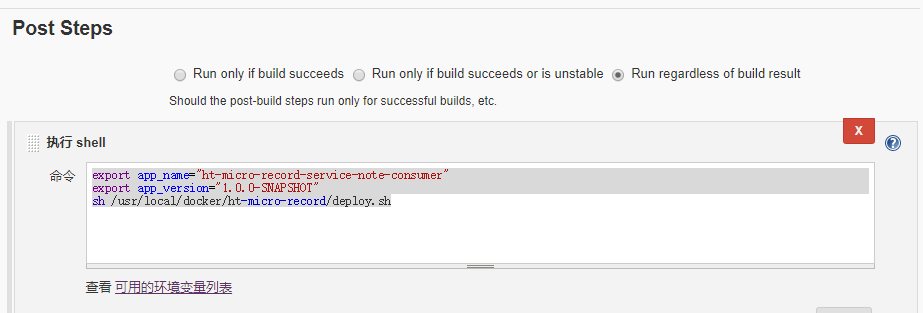 Post Steps
Run only if build succeeds Run only if build succeeds or is unstable Run regardless of build result
Should the post-build steps run only for successful builds, etc.
X
执行 shell
命令
export app_name="ht-micro-record-service-note-consumer"
export app_version="1.0.0-SNAPSHOT"
sh /usr/local/docker/ht-micro-record/deploy.sh
查看 可用的环境变量列表